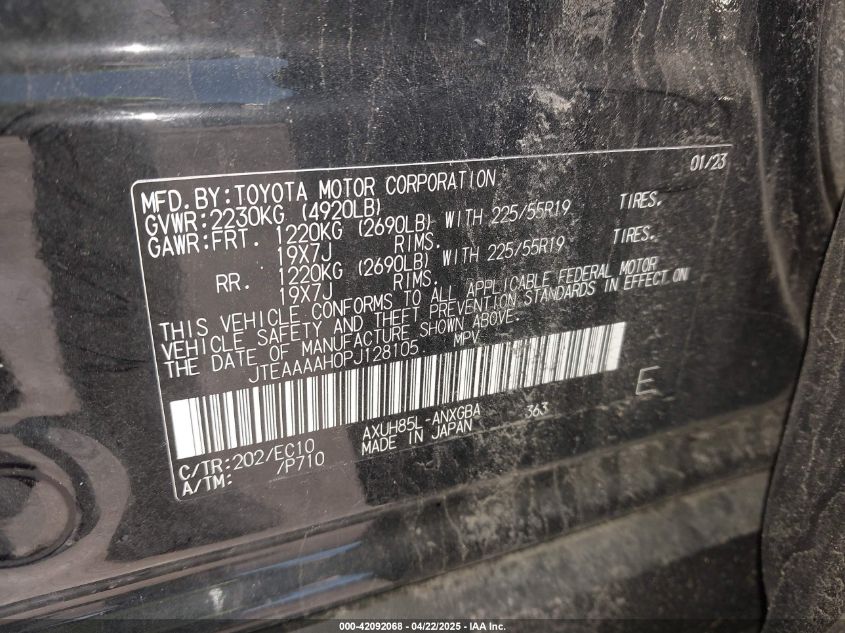 01/23
MFD.BY:TOYOTA MOTOR CORPORATION
GVWR:2230KG (4920LB)
GAWR:FRT. 1220KG (2690LB) WITH 225/55R19 TIRES.
19X7J RIMS.
RR. 1220KG (2690LB) WITH 225/55R19 TIRES.
19X7J RIMS.
THIS VEHICLE CONFORMS TO ALL APPLICABLE FEDERAL MOTOR
VEHICLE SAFETY AND THEFT PREVENTION STANDARDS IN EFFECT ON
THE DATE OF MANUFACTURE SHOWN ABOVE.
JTEAAAAH0PJ128105 MPV
E
C/TR:202/EC10 AXUH85L-ANXGBA 363
A/TM: /P710 MADE IN JAPAN
000-42092068 - 04/22/2025 - IAA Inc.